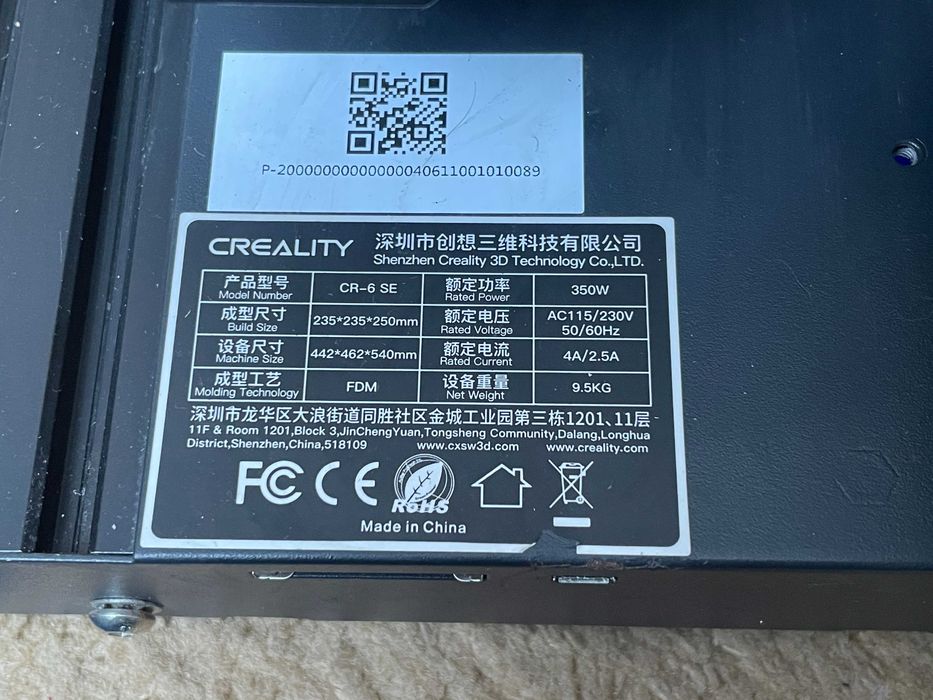 P-20000000000000040611001010089
CREALITY 深圳市创想三维科技有限公司
Shenzhen Creality 3D Technology Co.,LTD.
产品型号 CR-6 SE 额定功率 350W
Model Number Rated Power
成型尺寸 235*235*250mm 额定电压 AC115/230V
Build Size Rated Voltage 50/60Hz
设备尺寸 442*462*540mm 额定电流 4A/2.5A
Machine Size Rated Current
成型工艺 FDM 设备重量 9.5KG
Molding Technology Net Weight
深圳市龙华区大浪街道同胜社区金城工业园第三栋1201、11层
11F & Room 1201,Block 3,JinChengYuan,Tongsheng Community,Dalang,Longhua
District,Shenzhen,China,518109 www.cxsw3d.com www.creality.com
FC CE RoHS
Made in China